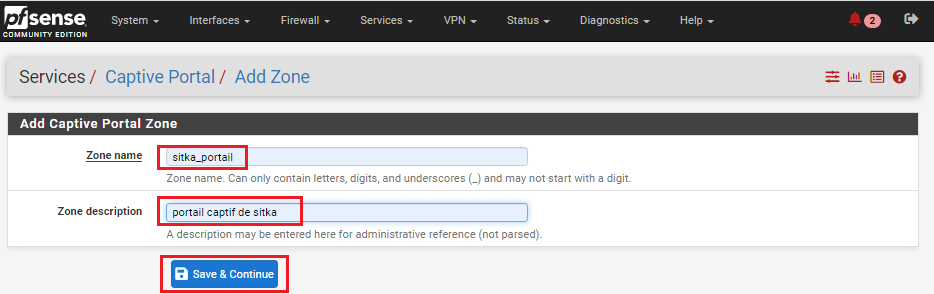 pfsense
COMMUNITY EDITION
System Interfaces Firewall Services VPN Status Diagnostics Help 2
Services / Captive Portal / Add Zone
Add Captive Portal Zone
Zone name sitka_portail
Zone name. Can only contain letters, digits, and underscores (_) and may not start with a digit.
Zone description portail captif de sitka
A description may be entered here for administrative reference (not parsed).
Save & Continue